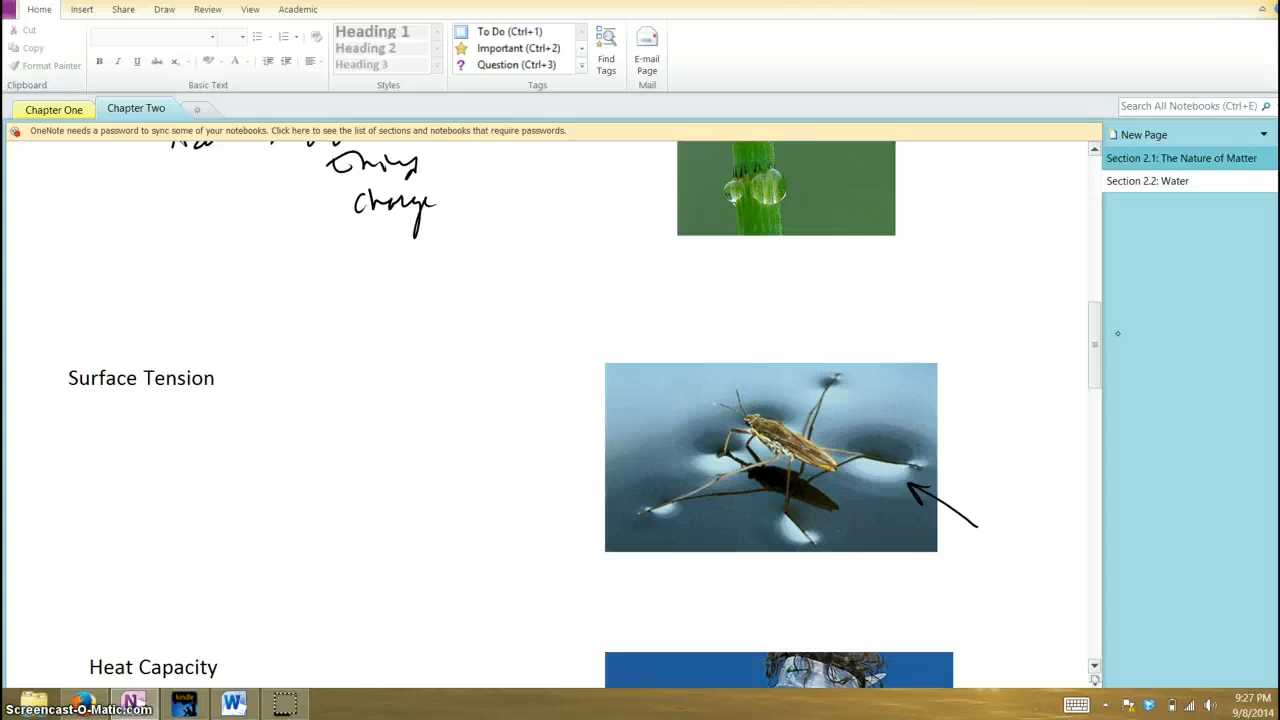 Home Insert Share Draw Review View Academic
Cut
Copy
Format Painter
Clipboard
B I U abc x₂ A
Basic Text
Heading 1
Heading 2
Heading 3
Styles
To Do (Ctrl+1)
Important (Ctrl+2)
? Question (Ctrl+3)
Tags
Find
Tags
E-mail
Page
Mail
Chapter One Chapter Two
Search All Notebooks (Ctrl+E)
OneNote needs a password to sync some of your notebooks. Click here to see the list of sections and notebooks that require passwords.
New Page
Section 2.1: The Nature of Matter
Section 2.2: Water
Charge
Surface Tension
Heat Capacity
kindle
Screencast-O-Matic.com
9:27 PM
9/8/2014